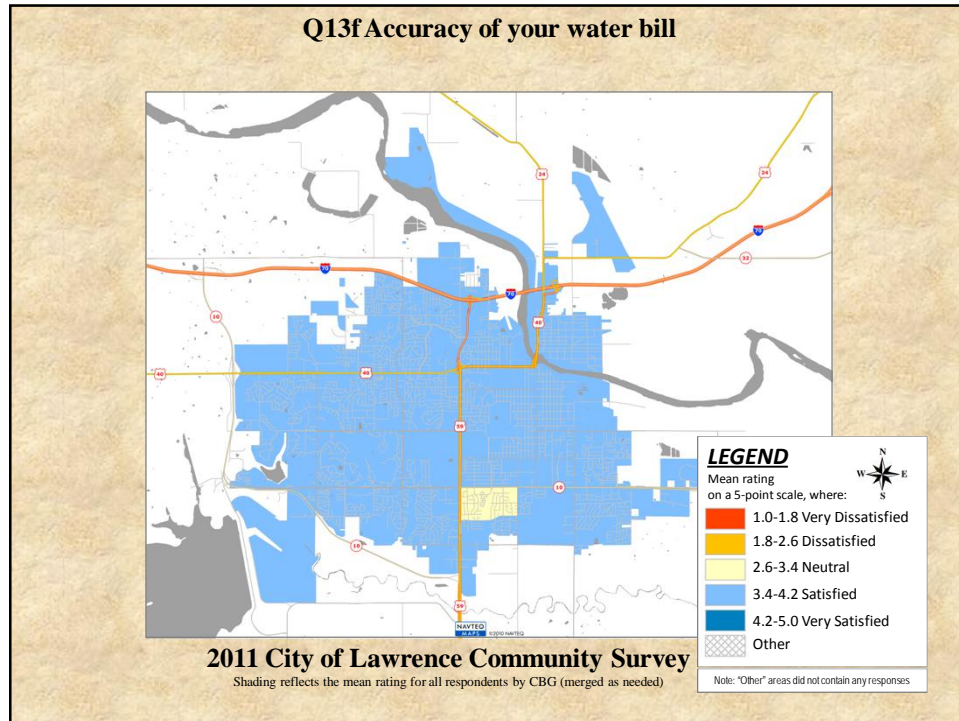 Q13f Accuracy of your water bill
24
24
70
70
32
70
10
40
40
40
59
10
10
59
NAVTEQ
MAPS
©2010 NAVTEQ
LEGEND
N
W E
S
Mean rating
on a 5-point scale, where:
1.0-1.8 Very Dissatisfied
1.8-2.6 Dissatisfied
2.6-3.4 Neutral
3.4-4.2 Satisfied
4.2-5.0 Very Satisfied
Other
Note: “Other” areas did not contain any responses
2011 City of Lawrence Community Survey
Shading reflects the mean rating for all respondents by CBG (merged as needed)